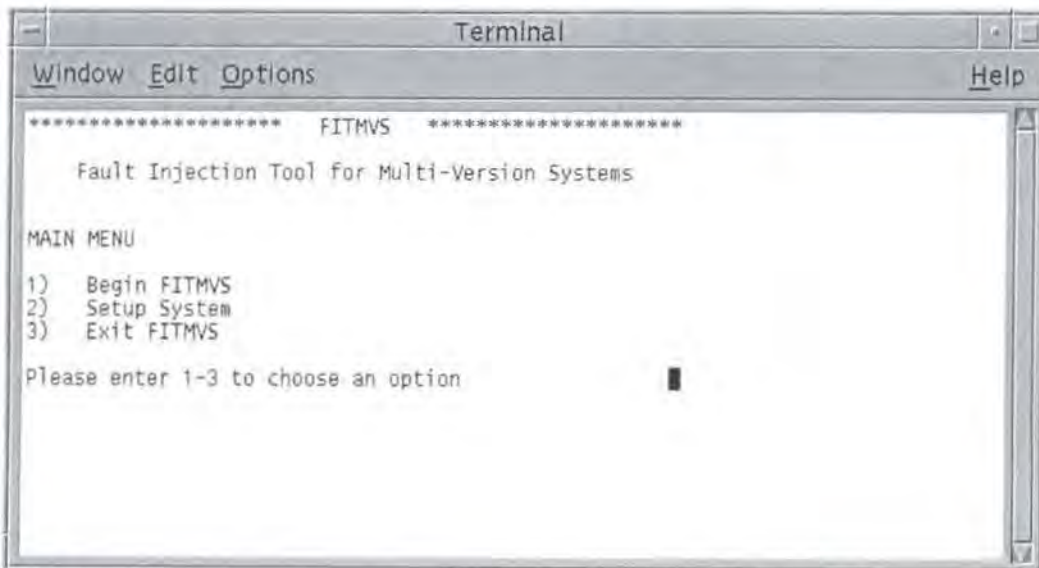 Terminal
Window Edit Options Help
********************* FITMVS *********************
Fault Injection Tool for Multi-Version Systems
MAIN MENU
1) Begin FITMVS
2) Setup System
3) Exit FITMVS
Please enter 1-3 to choose an option